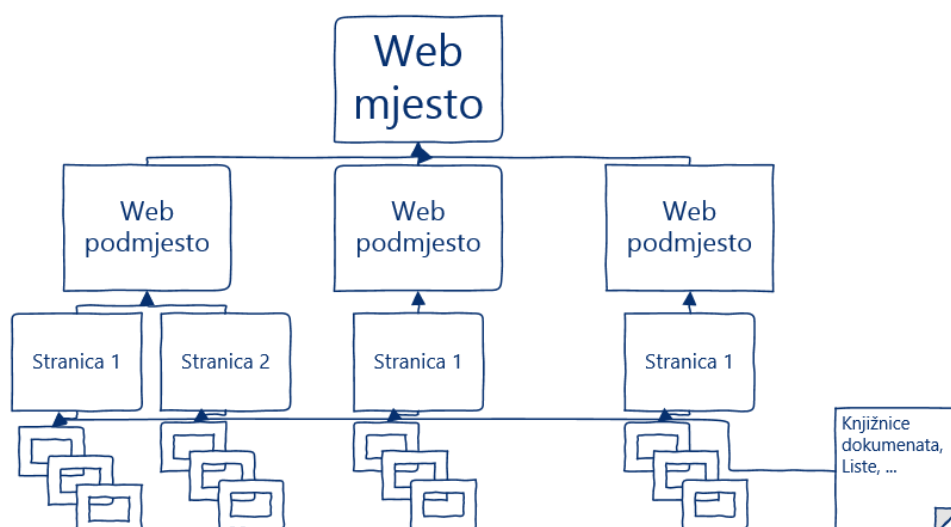 Web
mjesto
Web
podmjesto
Web
podmjesto
Web
podmjesto
Stranica 1
Stranica 2
Stranica 1
Stranica 1
Knjižnice
dokumenata,
Liste, ...